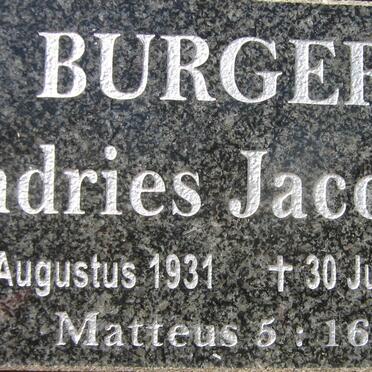 BURGER
ndries Jaco
Augustus 1931 † 30 Ju
Matteus 5 : 16